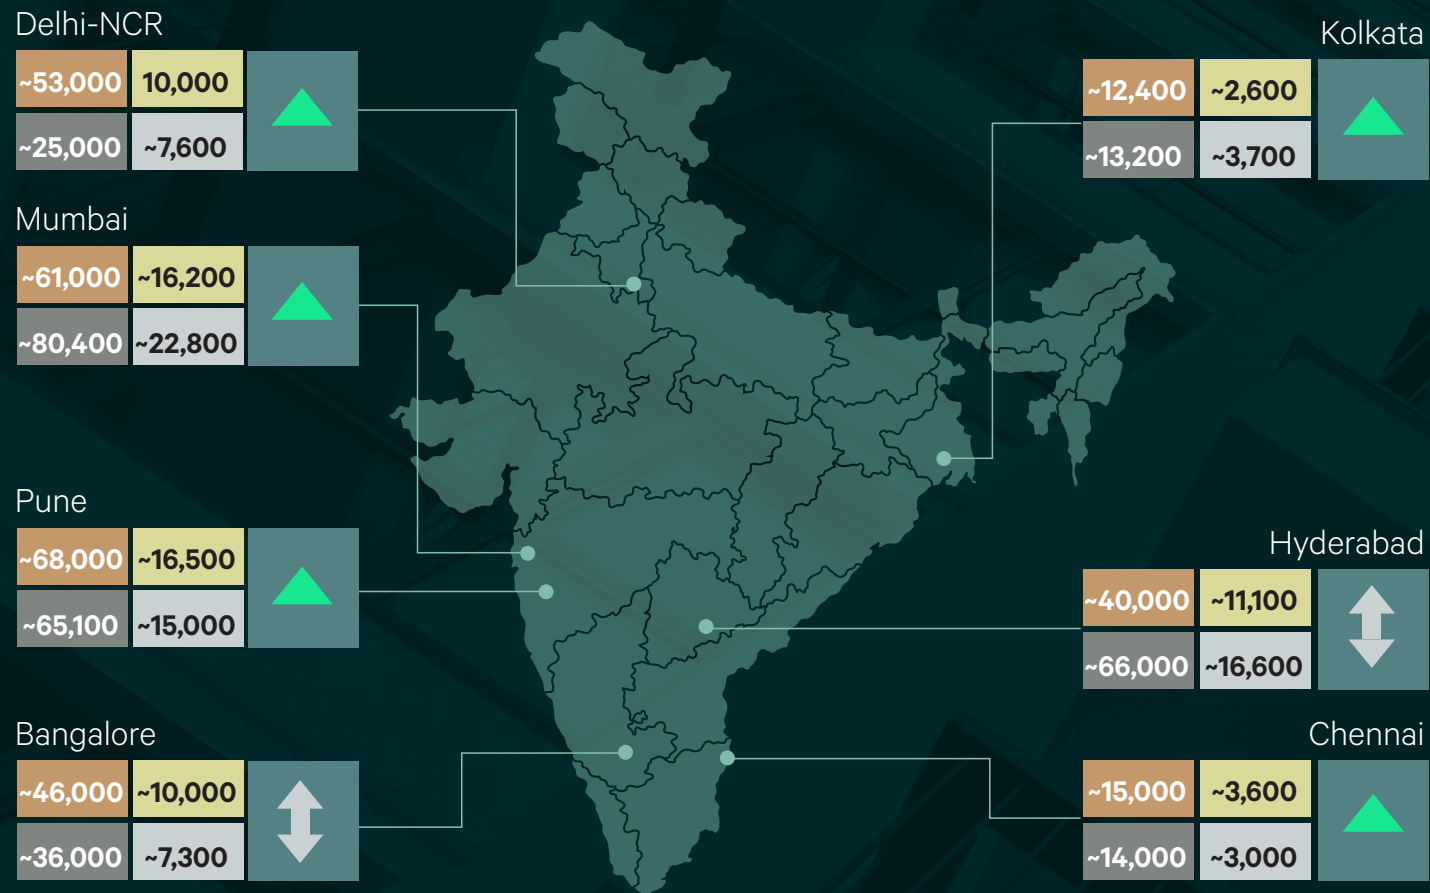 Delhi-NCR
~53,000 10,000
~25,000 ~7,600
Mumbai
~61,000 ~16,200
~80,400 ~22,800
Pune
~68,000 ~16,500
~65,100 ~15,000
Bangalore
~46,000 ~10,000
~36,000 ~7,300
Kolkata
~12,400 ~2,600
~13,200 ~3,700
Hyderabad
~40,000 ~11,100
~66,000 ~16,600
Chennai
~15,000 ~3,600
~14,000 ~3,000